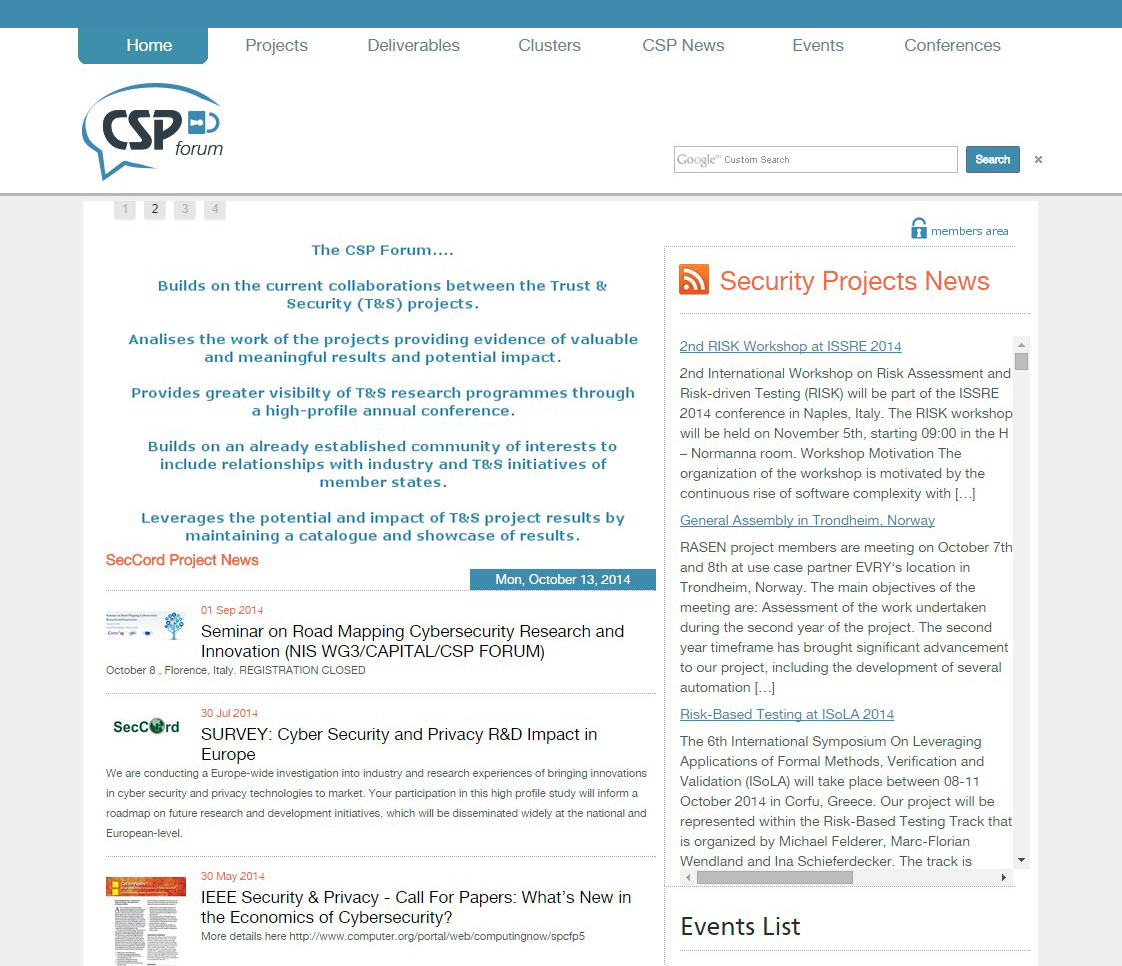 Home Projects Deliverables Clusters CSP News Events Conferences
CSP
forum
Google™ Custom Search
Search
×
1 2 3 4
members area
The CSP Forum....
Builds on the current collaborations between the Trust &
Security (T&S) projects.
Analises the work of the projects providing evidence of valuable
and meaningful results and potential impact.
Provides greater visibilty of T&S research programmes through
a high-profile annual conference.
Builds on an already established community of interests to
include relationships with industry and T&S initiatives of
member states.
Leverages the potential and impact of T&S project results by
maintaining a catalogue and showcase of results.
SecCord Project News
Mon, October 13, 2014
01 Sep 2014
Seminar on Road Mapping Cybersecurity Research and
Innovation (NIS WG3/CAPITAL/CSP FORUM)
October 8 , Florence, Italy. REGISTRATION CLOSED
SecCord
30 Jul 2014
SURVEY: Cyber Security and Privacy R&D Impact in
Europe
We are conducting a Europe-wide investigation into industry and research experiences of bringing innovations
in cyber security and privacy technologies to market. Your participation in this high profile study will inform a
roadmap on future research and development initiatives, which will be disseminated widely at the national and
European-level.
30 May 2014
IEEE Security & Privacy - Call For Papers: What's New in
the Economics of Cybersecurity?
More details here http://www.computer.org/portal/web/computingnow/spcfp5
Security Projects News
2nd RISK Workshop at ISSRE 2014
2nd International Workshop on Risk Assessment and
Risk-driven Testing (RISK) will be part of the ISSRE
2014 conference in Naples, Italy. The RISK workshop
will be held on November 5th, starting 09:00 in the H
– Normanna room. Workshop Motivation The
organization of the workshop is motivated by the
continuous rise of software complexity with […]
General Assembly in Trondheim, Norway
RASEN project members are meeting on October 7th
and 8th at use case partner EVRY's location in
Trondheim, Norway. The main objectives of the
meeting are: Assessment of the work undertaken
during the second year of the project. The second
year timeframe has brought significant advancement
to our project, including the development of several
automation […]
Risk-Based Testing at ISoLA 2014
The 6th International Symposium On Leveraging
Applications of Formal Methods, Verification and
Validation (ISoLA) will take place between 08-11
October 2014 in Corfu, Greece. Our project will be
represented within the Risk-Based Testing Track that
is organized by Michael Felderer, Marc-Florian
Wendland and Ina Schieferdecker. The track is
Events List